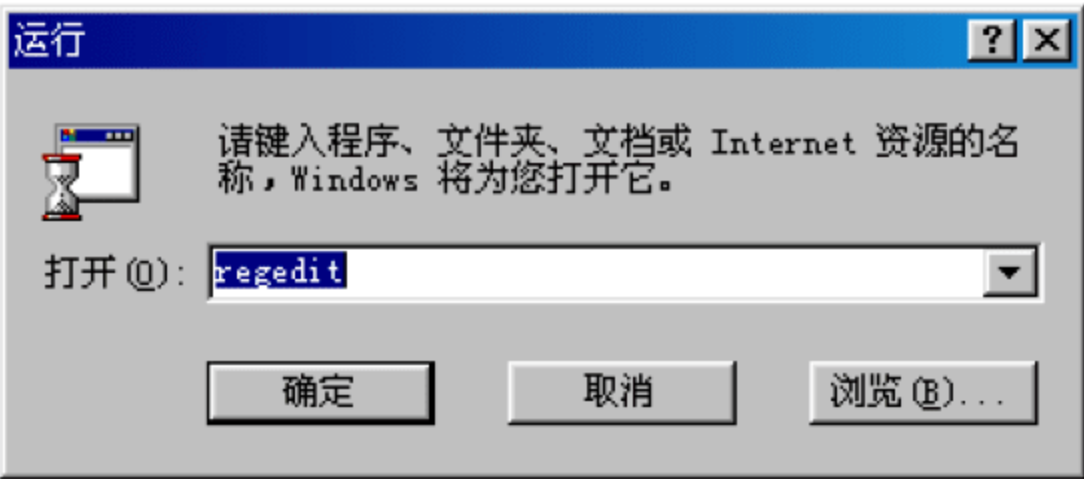 运行
请键入程序、文件夹、文档或 Internet 资源的名
称，Windows 将为您打开它。
打开(O): regedit
确定 取消 浏览(B)...